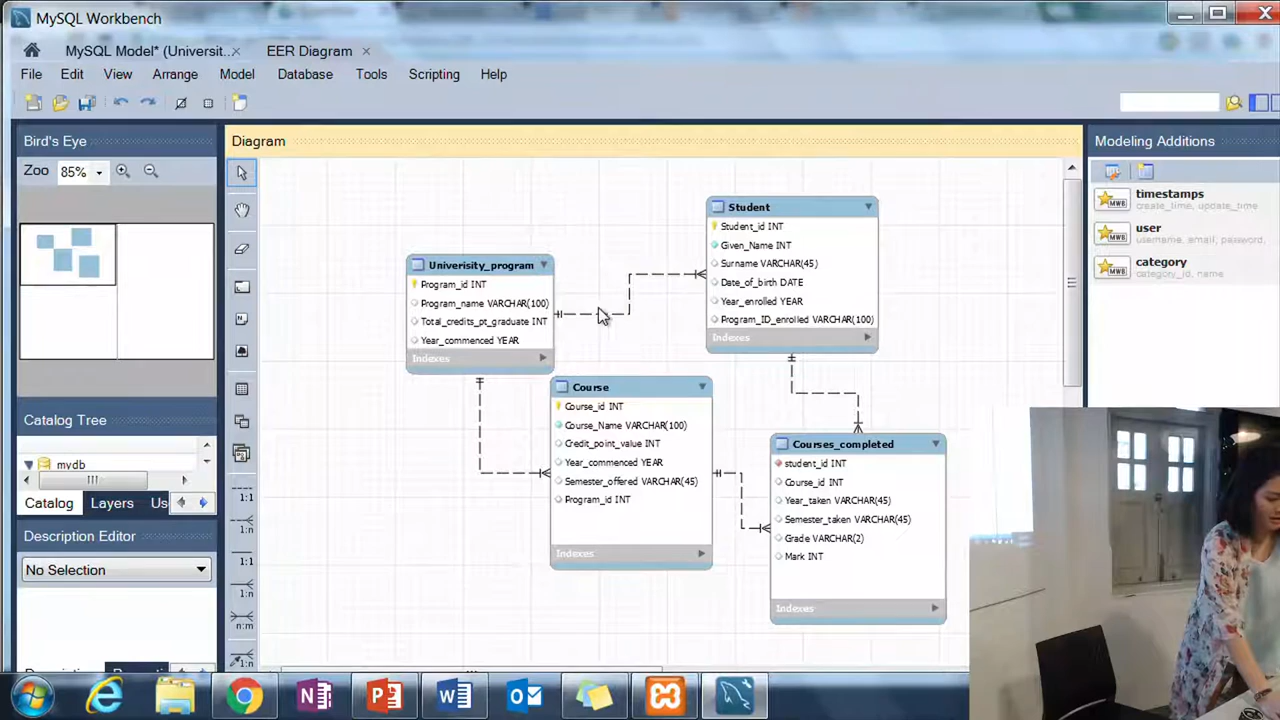 MySQL Workbench
MySQL Model* (Universit...
EER Diagram
File Edit View Arrange Model Database Tools Scripting Help
Bird's Eye
Diagram
Modeling Additions
Zoo 85%
timestamps
create_time, update_time
user
username, email, password,
category
category_id, name
Student
Student_id INT
Given_Name INT
Surname VARCHAR(45)
Date_of_birth DATE
Year_enrolled YEAR
Program_ID_enrolled VARCHAR(100)
Indexes
Univerisity_program
Program_id INT
Program_name VARCHAR(100)
Total_credits_pt_graduate INT
Year_commenced YEAR
Indexes
Course
Course_id INT
Course_Name VARCHAR(100)
Credit_point_value INT
Year_commenced YEAR
Semester_offered VARCHAR(45)
Program_id INT
Indexes
Courses_completed
student_id INT
Course_id INT
Year_taken VARCHAR(45)
Semester_taken VARCHAR(45)
Grade VARCHAR(2)
Mark INT
Indexes
Catalog Tree
mydb
Catalog Layers Us
Description Editor
No Selection
1:1
1:n
1:1
1:n
n:m
1:n